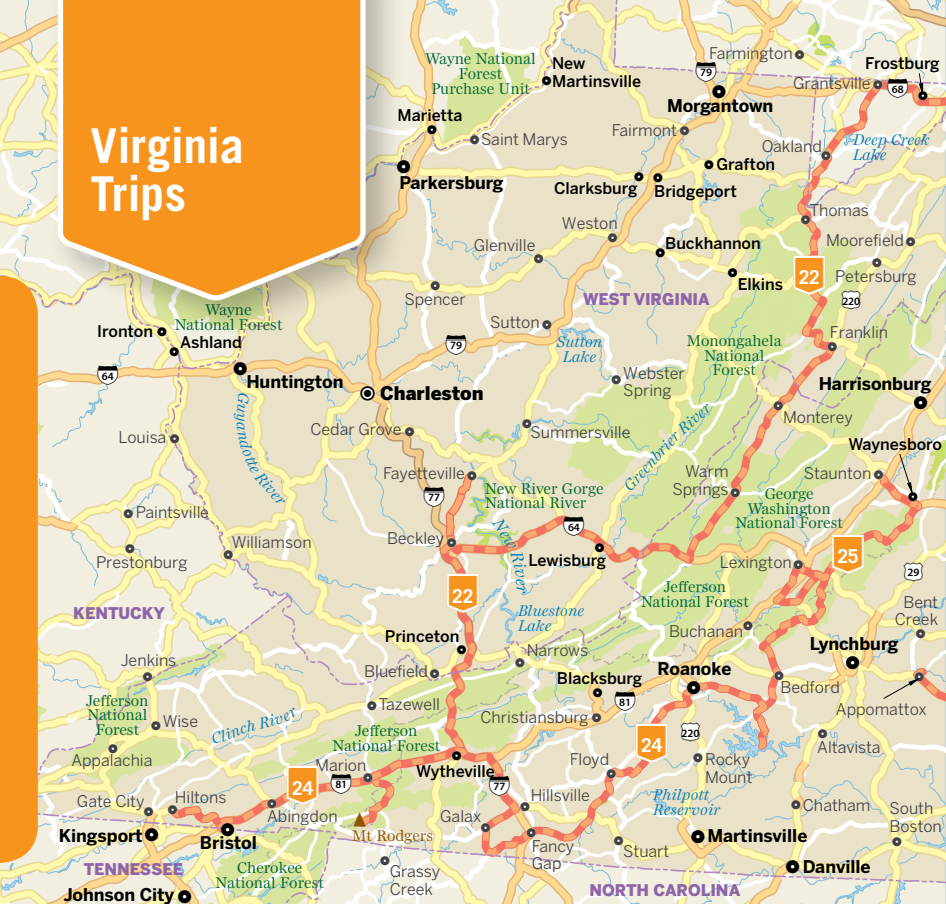 Virginia
Trips
Wayne National
Forest
Purchase Unit
New
Martinsville
79
Farmington
Frostburg
Grantsville
68
Morgantown
Marietta
Saint Marys
Fairmont
Oakland
Deep Creek
Lake
Parkersburg
Grafton
Clarksburg
Bridgeport
Thomas
Weston
Glenville
Buckhannon
Moorefield
Elkins
22
Petersburg
220
Spencer
WEST VIRGINIA
Wayne
National Forest
Ironton
Ashland
Sutton
79
Sutton
Lake
Monongahela
National
Forest
Franklin
64
Huntington
Charleston
Webster
Spring
Harrisonburg
Guyandotte River
Cedar Grove
Summersville
Monterey
Louisa
Greenbrier River
Waynesboro
Fayetteville
77
New River Gorge
National River
Warm
Springs
Staunton
George
Washington
National Forest
Paintsville
64
New River
Williamson
Beckley
Lewisburg
Prestonburg
Lexington
25
29
22
Jefferson
National Forest
KENTUCKY
Bluestone
Lake
Bent
Creek
Buchanan
Princeton
Lynchburg
Narrows
Jenkins
Bluefield
Blacksburg
Roanoke
81
Bedford
Jefferson
National
Forest
Tazewell
Christiansburg
Appomattox
Wise
Clinch River
Jefferson
National Forest
24
220
Altavista
Appalachia
Floyd
Rocky
Mount
Marion
Wytheville
24
81
77
Gate City
Hiltons
Hillsville
Philpott
Reservoir
Chatham
South
Boston
Abingdon
Galax
Kingsport
Bristol
Mt Rodgers
Martinsville
Fancy
Gap
Stuart
TENNESSEE
Cherokee
National Forest
Grassy
Creek
Danville
Johnson City
NORTH CAROLINA